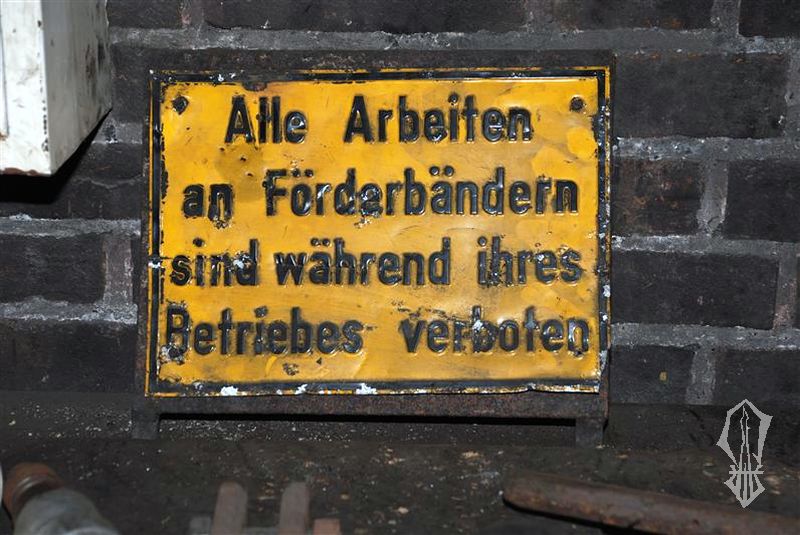 Alle Arbeiten
an Förderbändern
sind während ihres
Betriebes verboten